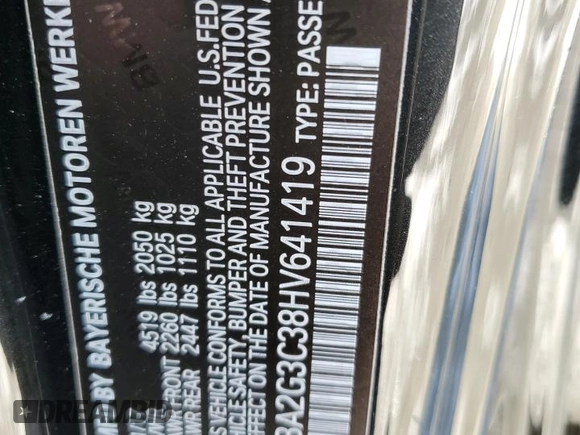 BY BAYERISCHE MOTOREN WERKE
4519 lbs 2050 kg
FRONT 2260 lbs 1025 kg
REAR 2447 lbs 1110 kg
VEHICLE CONFORMS TO ALL APPLICABLE U.S. FED
VEHICLE SAFETY, BUMPER AND THEFT PREVENTION
ON THE DATE OF MANUFACTURE SHOWN
BA2G3C38HV641419 TYPE: PASSE
DREAMBID